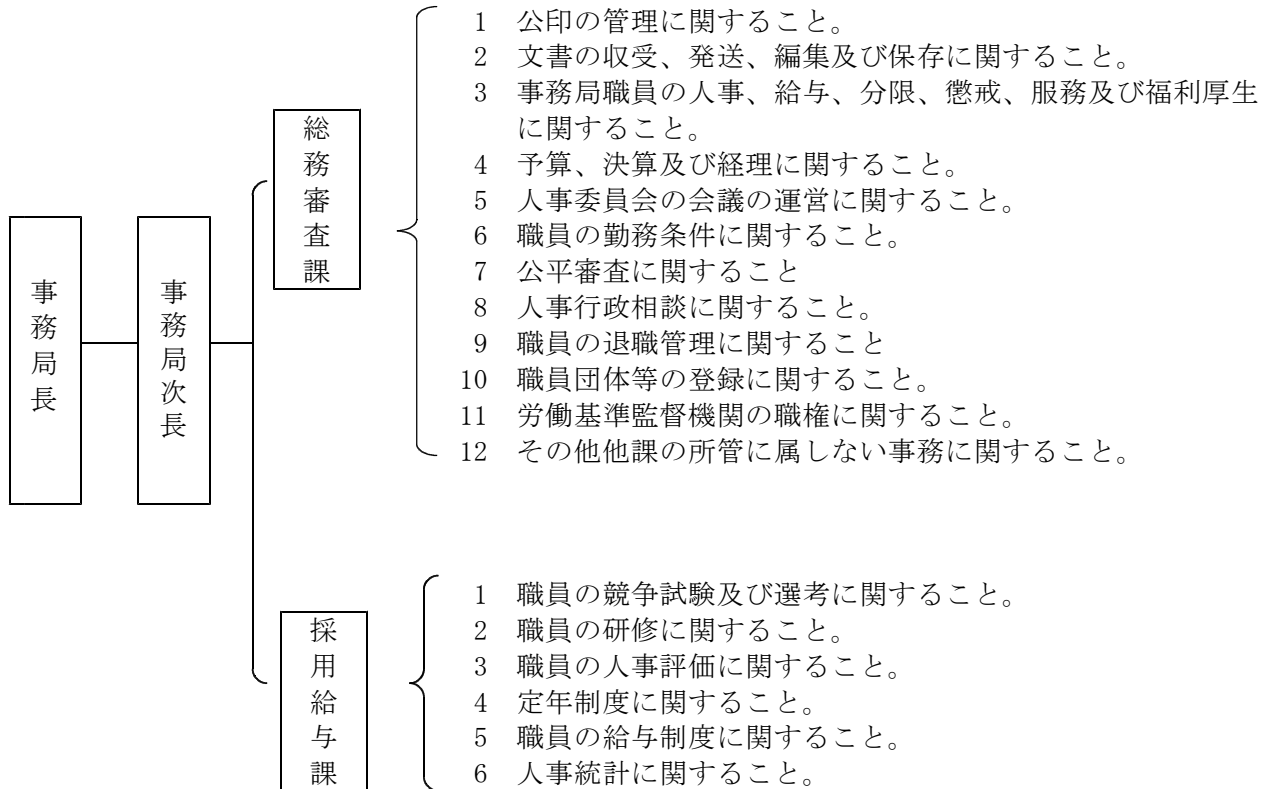 事務局長
事務局次長
総務審査課
1 公印の管理に関すること。
2 文書の収受、発送、編集及び保存に関すること。
3 事務局職員の人事、給与、分限、懲戒、服務及び福利厚生
に関すること。
4 予算、決算及び経理に関すること。
5 人事委員会の会議の運営に関すること。
6 職員の勤務条件に関すること。
7 公平審査に関すること
8 人事行政相談に関すること。
9 職員の退職管理に関すること
10 職員団体等の登録に関すること。
11 労働基準監督機関の職権に関すること。
12 その他他課の所管に属しない事務に関すること。
採用給与課
1 職員の競争試験及び選考に関すること。
2 職員の研修に関すること。
3 職員の人事評価に関すること。
4 定年制度に関すること。
5 職員の給与制度に関すること。
6 人事統計に関すること。